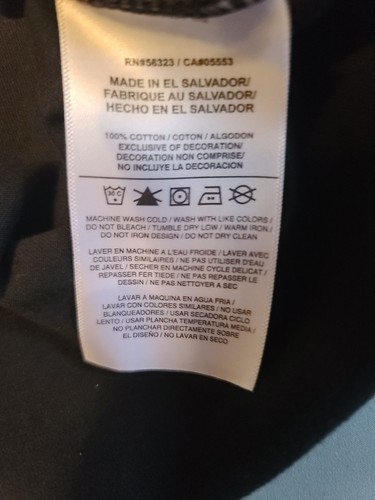 RN#56323 / CA#05553
MADE IN EL SALVADOR/
FABRIQUE AU SALVADOR/
HECHO EN EL SALVADOR
100% COTTON / COTON / ALGODON
EXCLUSIVE OF DECORATION/
DECORATION NON COMPRISE/
NO INCLUYE LA DECORACION
30 C
MACHINE WASH COLD / WASH WITH LIKE COLORS /
DO NOT BLEACH / TUMBLE DRY LOW / WARM IRON /
DO NOT IRON DESIGN / DO NOT DRY CLEAN
LAVER EN MACHINE A L'EAU FROIDE / LAVER AVEC
COULEURS SIMILAIRES / NE PAS UTILISER D'EAU
DE JAVEL / SECHER EN MACHINE CYCLE DELICAT /
REPASSER FER TIEDE / NE PAS REPASSER LE
DESSIN / NE PAS NETTOYER A SEC
LAVAR A MAQUINA EN AGUA FRIA /
LAVAR CON COLORES SIMILARES / NO USAR
BLANQUEADORES / USAR SECADORA CICLO
LENTO / USAR PLANCHA TEMPERATURA MEDIA /
NO PLANCHAR DIRECTAMENTE SOBRE
EL DISEÑO / NO LAVAR EN SECO